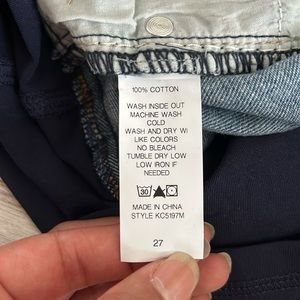 100% COTTON
WASH INSIDE OUT
MACHINE WASH
COLD
WASH AND DRY WI
LIKE COLORS
NO BLEACH
TUMBLE DRY LOW
LOW IRON IF
NEEDED
30
MADE IN CHINA
STYLE KC5197M
27